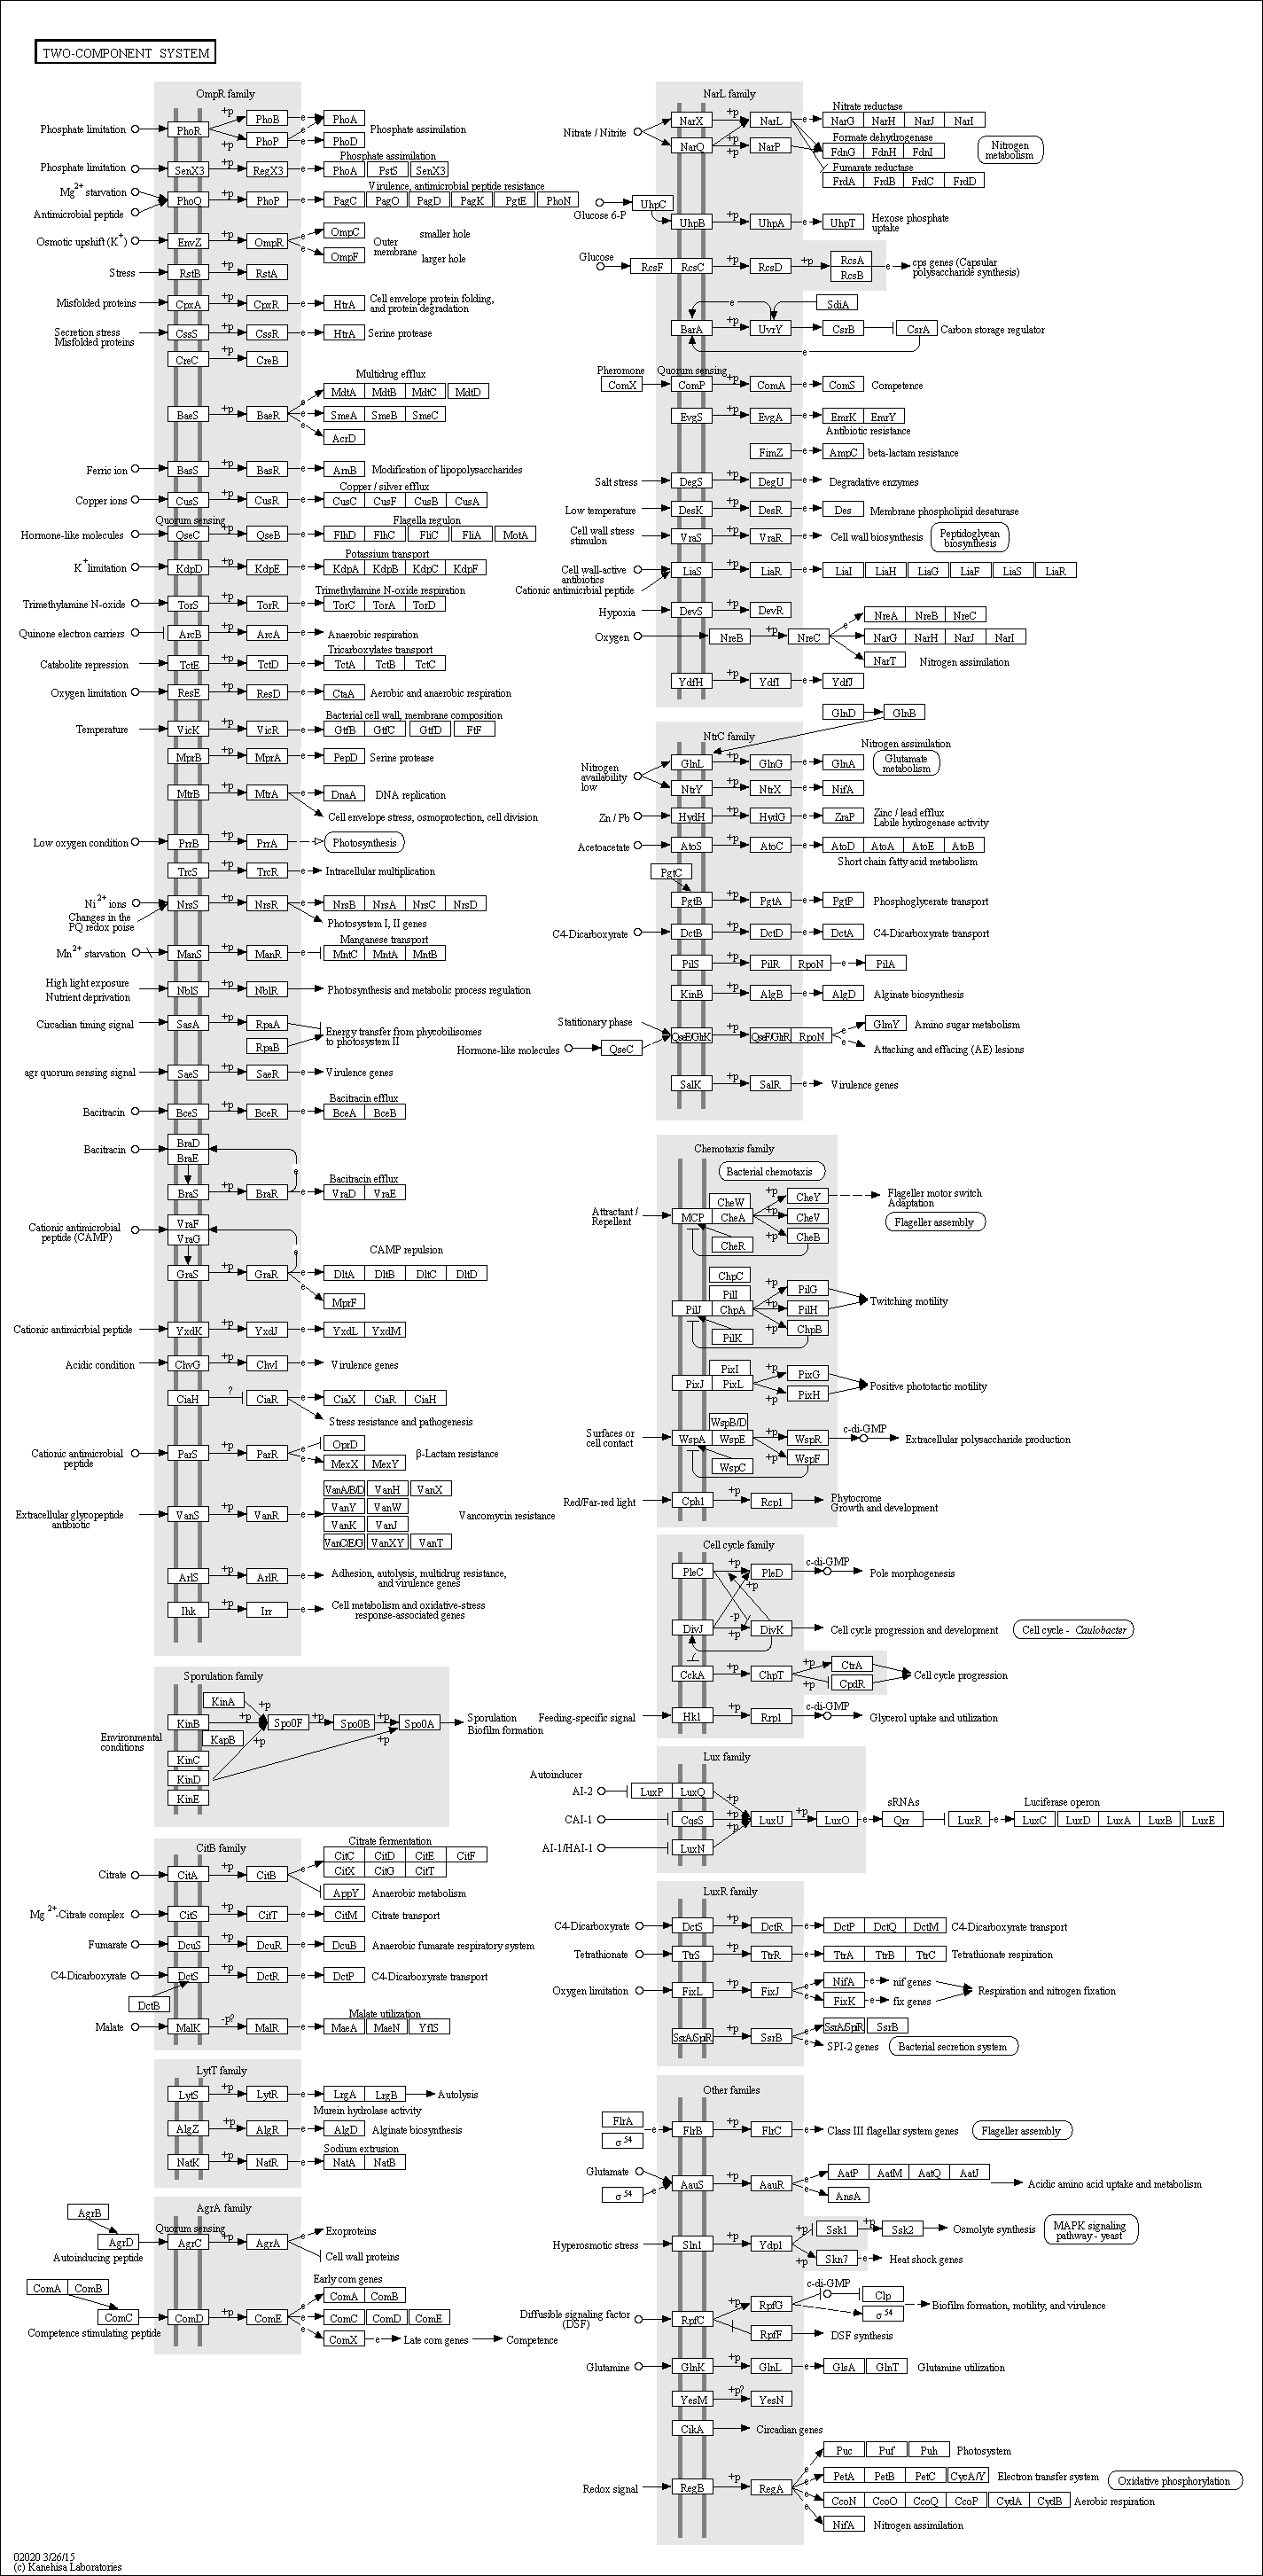 TWO-COMPONENT SYSTEM
OmpR family
Phosphate limitation PhoR +p PhoB e PhoA
+p PhoP e PhoD Phosphate assimilation
Phosphate assimilation
Phosphate limitation SenX3 +p RegX3 e PhoA PstS SenX3
Virulence, antimicrobial peptide resistance
Mg2+ starvation PhoQ +p PhoP e PagC PagO PagD PagK PgtE PhoN
Antimicrobial peptide
Osmotic upshift (K+) EnvZ +p OmpR e OmpC smaller hole
e OmpF Outer membrane larger hole
Stress RstB +p RstA
Misfolded proteins CpxA +p CpxR e HtrA Cell envelope protein folding, and protein degradation
Secretion stress
Misfolded proteins CssS +p CssR e HtrA Serine protease
CreC +p CreB
Multidrug efflux
MdtA MdtB MdtC MdtD
BaeS +p BaeR e SmeA SmeB SmeC
AcrD
Ferric ion BasS +p BasR e ArnB Modification of lipopolysaccharides
Copper / silver efflux
Copper ions CusS +p CusR e CusC CusF CusB CusA
Quorum sensing Flagella regulon
Hormone-like molecules QseC +p QseB e FlhD FlhC FliC FliA MotA
Potassium transport
K+ limitation KdpD +p KdpE e KdpA KdpB KdpC KdpF
Trimethylamine N-oxide respiration
Trimethylamine N-oxide TorS +p TorR e TorC TorA TorD
Quinone electron carriers ArcB +p ArcA e Anaerobic respiration
Tricarboxylates transport
Catabolite repression TctE +p TctD e TctA TctB TctC
Oxygen limitation ResE +p ResD e CtaA Aerobic and anaerobic respiration
Bacterial cell wall, membrane composition
Temperature VicK +p VicR e GtfB GtfC GtfD FtF
MprB +p MprA e PepD Serine protease
MtrB +p MtrA e DnaA DNA replication
Cell envelope stress, osmoprotection, cell division
Low oxygen condition PrrB +p PrrA Photosynthesis
TrcS +p TrcR e Intracellular multiplication
Ni2+ ions NrsS +p NrsR e NrsB NrsA NrsC NrsD
Changes in the
PQ redox poise Photosystem I, II genes
Manganese transport
Mn2+ starvation ManS +p ManR e MntC MntA MntB
High light exposure
Nutrient deprivation NblS +p NblR Photosynthesis and metabolic process regulation
Circadian timing signal SasA +p RpaA
RpaB Energy transfer from phycobilisomes to photosystem II
agr quorum sensing signal SaeS +p SaeR e Virulence genes
Bacitracin efflux
Bacitracin BceS +p BceR e BceA BceB
Bacitracin BraD
BraE e
Bacitracin efflux
BraS +p BraR e VraD VraE
Cationic antimicrobial
peptide (CAMP) VraF
VraG e CAMP repulsion
GraS +p GraR e DltA DltB DltC DltD
e MprF
Cationic antimicrbial peptide YxdK +p YxdJ e YxdL YxdM
Acidic condition ChvG +p ChvI e Virulence genes
CiaH ? CiaR e CiaX CiaR CiaH
Stress resistance and pathogenesis
Cationic antimicrobial
peptide ParS +p ParR e OprD
e MexX MexY β-Lactam resistance
VanA/B/D VanH VanX
VanY VanW
Extracellular glycopeptide
antibiotic VanS +p VanR e VanK VanJ Vancomycin resistance
VanC/E/G VanXY VanT
ArlS +p ArlR e Adhesion, autolysis, multidrug resistance,
and virulence genes
Ihk +p Irr e Cell metabolism and oxidative-stress
response-associated genes
Sporulation family
KinA +p
KinB +p Spo0F +p Spo0B +p Spo0A Sporulation
Biofilm formation
KapB +p +p
Environmental
conditions
KinC
KinD
KinE
CitB family
Citrate fermentation
CitC CitD CitE CitF
Citrate CitA +p CitB e CitX CitG CitT
AppY Anaerobic metabolism
Mg 2+-Citrate complex CitS +p CitT e CitM Citrate transport
Fumarate DcuS +p DcuR e DcuB Anaerobic fumarate respiratory system
C4-Dicarboxyrate DctS +p DctR e DctP C4-Dicarboxyrate transport
DctB
Malate utilization
Malate MalK -p? MalR e MaeA MaeN YflS
LytT family
LytS +p LytR e LrgA LrgB Autolysis
Murein hydrolase activity
AlgZ +p AlgR e AlgD Alginate biosynthesis
Sodium extrusion
NatK +p NatR e NatA NatB
AgrA family
AgrB
Quorum sensing
AgrD AgrC +p AgrA e Exoproteins
Autoinducing peptide e Cell wall proteins
Early com genes
ComA ComB ComA ComB
ComC ComD +p ComE e ComC ComD ComE
Competence stimulating peptide
e ComX e Late com genes Competence
NarL family
Nitrate reductase
NarX +p NarL NarG NarH NarJ NarI
Nitrate / Nitrite Formate dehydrogenase
NarQ +p NarP FdnG FdnH FdnI Nitrogen metabolism
Fumarate reductase
FrdA FrdB FrdC FrdD
UhpC
Glucose 6-P UhpB +p UhpA e UhpT Hexose phosphate uptake
Glucose RcsF RcsC +p RcsD +p RcsA
RcsB e cps genes (Capsular
polysaccharide synthesis)
e SdiA
BarA +p UvrY CsrB CsrA Carbon storage regulator
e
Pheromone Quorum sensing
ComX ComP +p ComA e ComS Competence
EvgS +p EvgA e EmrK EmrY
Antibiotic resistance
FimZ e AmpC beta-lactam resistance
Salt stress DegS +p DegU e Degradative enzymes
Low temperature DesK +p DesR e Des Membrane phospholipid desaturase
Cell wall stress
stimulon VraS +p VraR e Cell wall biosynthesis Peptidoglycan biosynthesis
Cell wall-active
antibiotics LiaS +p LiaR e LiaI LiaH LiaG LiaF LiaS LiaR
Cationic antimicrbial peptide
Hypoxia DevS +p DevR
NreA NreB NreC
Oxygen NreB +p NreC e NarG NarH NarJ NarI
NarT Nitrogen assimilation
YdfH +p YdfI e YdfJ
GlnD GlnB
NtrC family
Nitrogen assimilation
Nitrogen
availability
low GlnL +p GlnG e GlnA Glutamate metabolism
NtrY +p NtrX e NifA
Zn / Pb HydH +p HydG e ZraP Zinc / lead efflux
Labile hydrogenase activity
Acetoacetate AtoS +p AtoC e AtoD AtoA AtoE AtoB
Short chain fatty acid metabolism
PgtC
PgtB +p PgtA e PgtP Phosphoglycerate transport
C4-Dicarboxyrate DctB +p DctD e DctA C4-Dicarboxyrate transport
PilS +p PilR RpoN e PilA
KinB +p AlgB e AlgD Alginate biosynthesis
Statitionary phase GlmY Amino sugar metabolism
QseE/GlrK +p QseF/GlrR RpoN e
Hormone-like molecules QseC e Attaching and effacing (AE) lesions
SalK +p SalR e Virulence genes
Chemotaxis family
Bacterial chemotaxis
CheW +p CheY Flageller motor switch
Adaptation
Attractant /
Repellent MCP CheA +p CheV Flageller assembly
CheR +p CheB
ChpC
PilI +p PilG
PilJ ChpA +p PilH Twitching motility
PilK +p ChpB
PixI +p PixG
PixJ PixL +p PixH Positive phototactic motility
WspB/D
Surfaces or
cell contact WspA WspE +p WspR c-di-GMP Extracellular polysaccharide production
WspC +p WspF
Red/Far-red light Cph1 +p Rcp1 Phytocrome
Growth and development
Cell cycle family
PleC +p PleD c-di-GMP Pole morphogenesis
+p
-p
DivJ +p DivK Cell cycle progression and development Cell cycle - Caulobacter
CckA +p ChpT +p CtrA
+p CpdR Cell cycle progression
Feeding-specific signal Hk1 +p Rrp1 c-di-GMP Glycerol uptake and utilization
Lux family
Autoinducer
AI-2 LuxP LuxQ +p sRNAs Luciferase operon
CAI-1 CqsS +p LuxU +p LuxO e Qrr LuxR e LuxC LuxD LuxA LuxB LuxE
AI-1/HAI-1 LuxN +p
LuxR family
C4-Dicarboxyrate DctS +p DctR e DctP DctQ DctM C4-Dicarboxyrate transport
Tetrathionate TtrS +p TtrR e TtrA TtrB TtrC Tetrathionate respiration
Oxygen limitation FixL +p FixJ e NifA e nif genes
e FixK e fix genes Respiration and nitrogen fixation
SsrA/SpiR +p SsrB e SsrA/SpiR SsrB
e SPI-2 genes Bacterial secretion system
Other familes
FlrA
σ54 e FlrB +p FlrC e Class III flagellar system genes Flageller assembly
Glutamate AatP AatM AatQ AatJ
σ54 e AauS +p AauR e AnsA Acidic amino acid uptake and metabolism
Hyperosmotic stress Sln1 +p Ydp1 +p Ssk1 +p Ssk2 Osmolyte synthesis MAPK signaling pathway - yeast
+p Skn7 e Heat shock genes
c-di-GMP
Diffusible signaling factor
(DSF) RpfC +p RpfG Clp
σ54 Biofilm formation, motility, and virulence
RpfF DSF synthesis
Glutamine GlnK +p GlnL e GlsA GlnT Glutamine utilization
YesM +p? YesN
CikA Circadian genes
Puc Puf Puh Photosystem
Redox signal RegB +p RegA e PetA PetB PetC CycA/Y Electron transfer system Oxidative phosphorylation
e CcoN CcoO CcoQ CcoP CydA CydB Aerobic respiration
e NifA Nitrogen assimilation
02020 3/26/15
(c) Kanehisa Laboratories